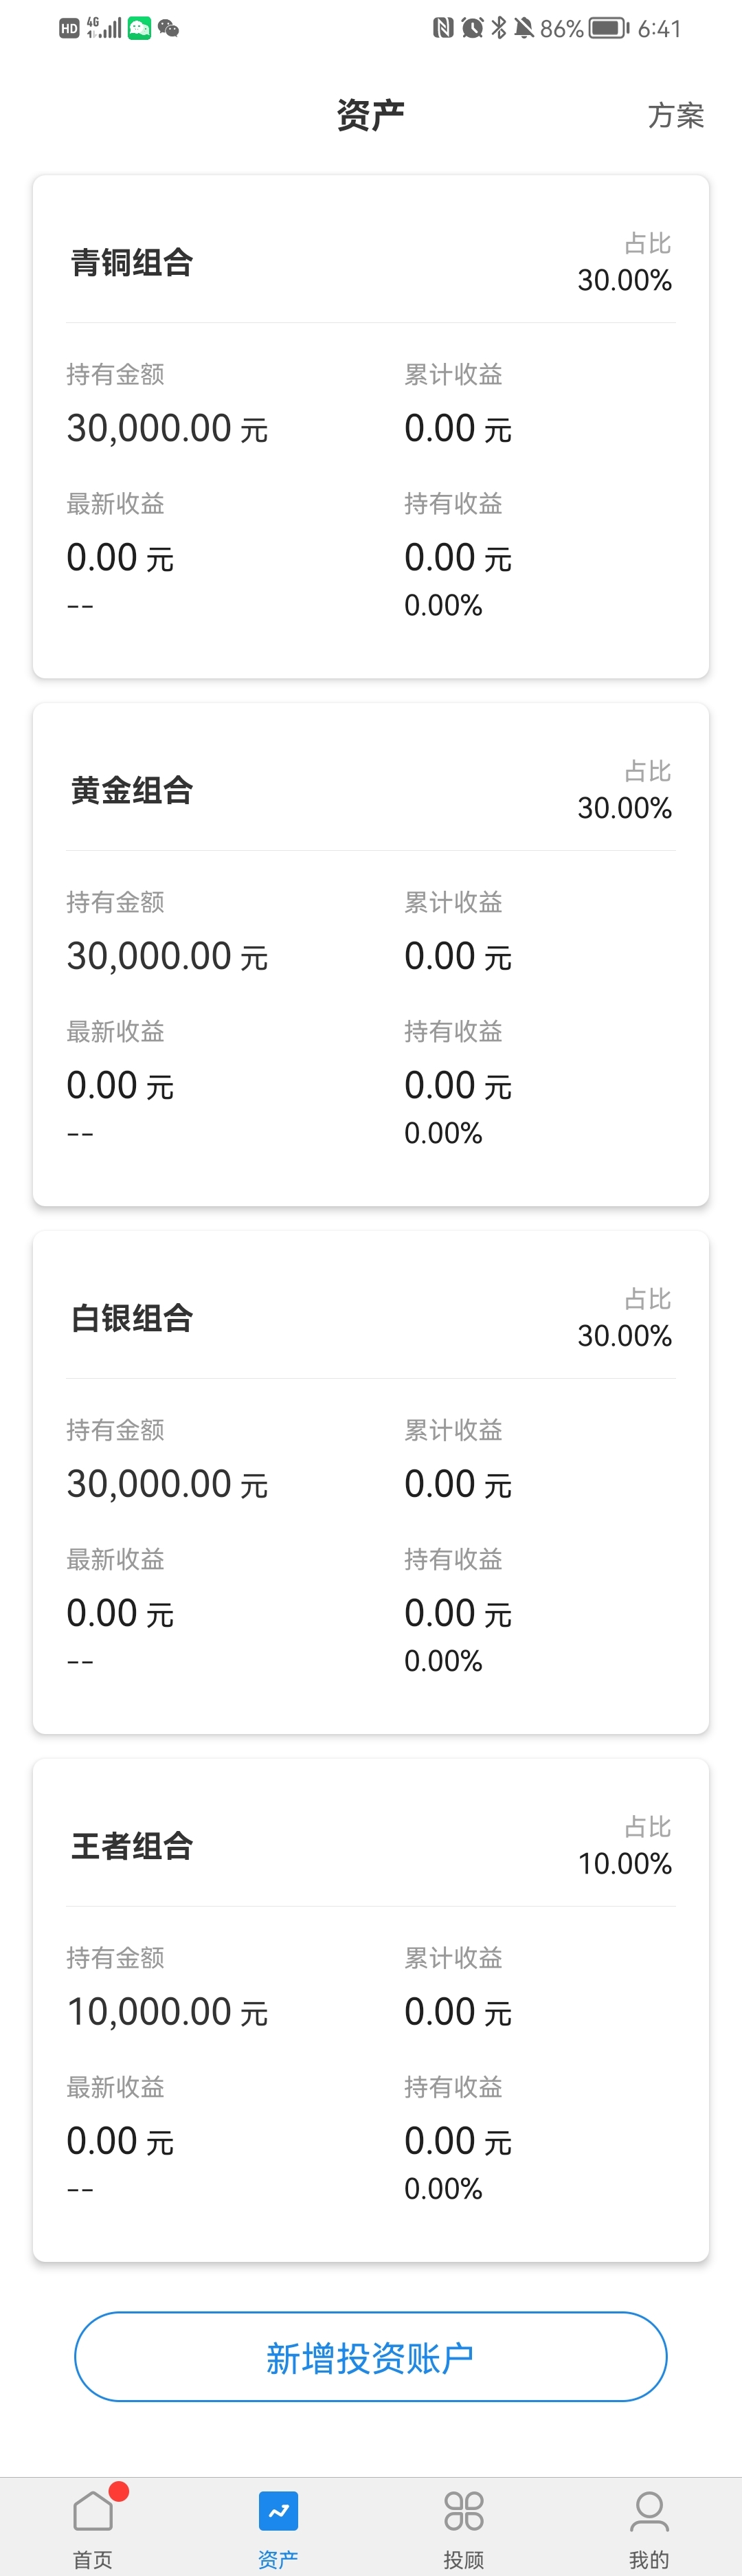 HD 4G 86% 6:41
资产 方案
青铜组合
占比
30.00%
持有金额 累计收益
30,000.00 元 0.00 元
最新收益 持有收益
0.00 元 0.00 元
-- 0.00%
黄金组合
占比
30.00%
持有金额 累计收益
30,000.00 元 0.00 元
最新收益 持有收益
0.00 元 0.00 元
-- 0.00%
白银组合
占比
30.00%
持有金额 累计收益
30,000.00 元 0.00 元
最新收益 持有收益
0.00 元 0.00 元
-- 0.00%
王者组合
占比
10.00%
持有金额 累计收益
10,000.00 元 0.00 元
最新收益 持有收益
0.00 元 0.00 元
-- 0.00%
新增投资账户
首页 资产 投顾 我的